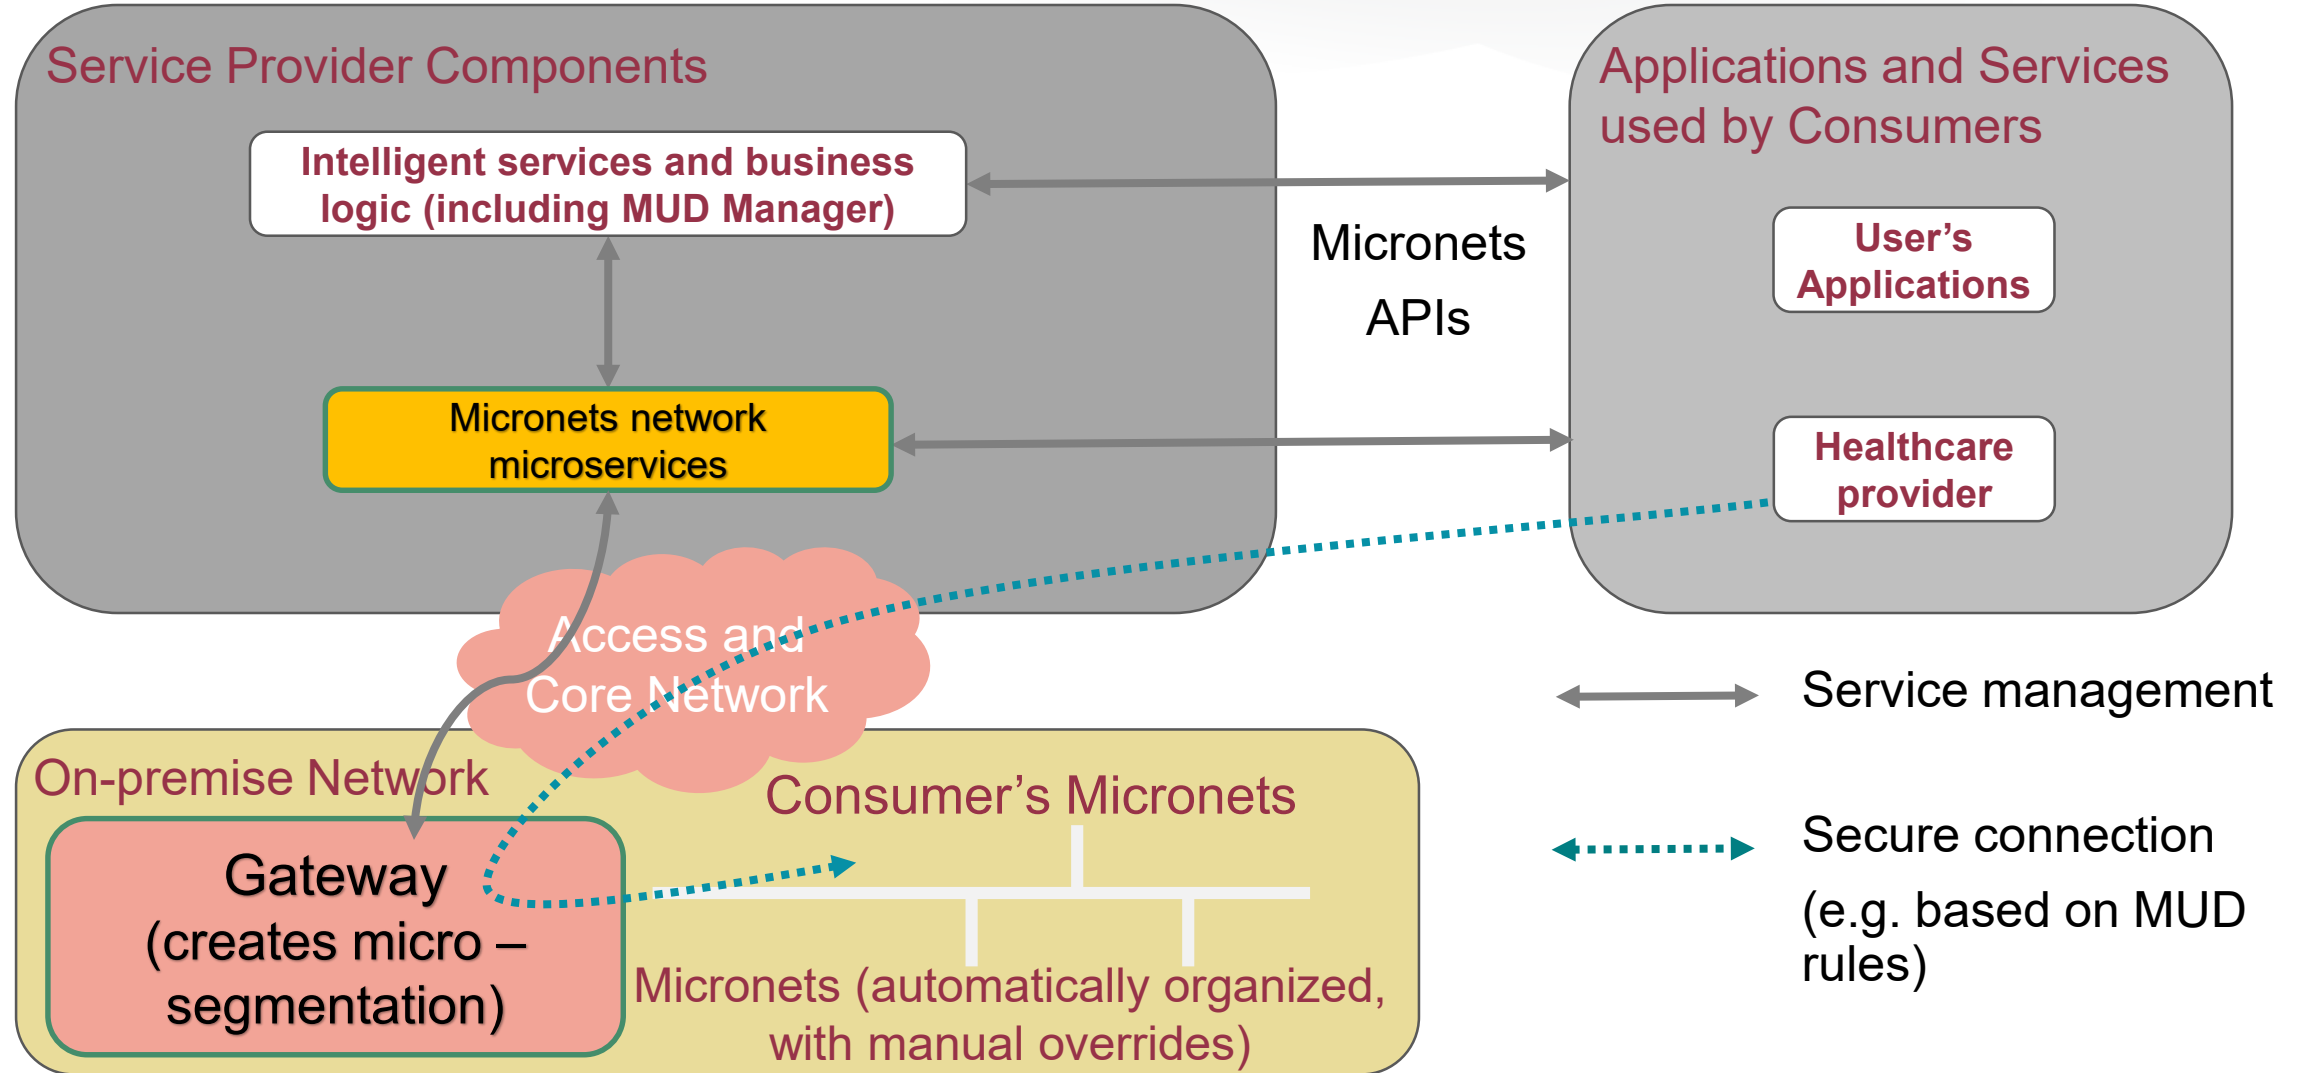 Service Provider Components
Intelligent services and business
logic (including MUD Manager)
Micronets network
microservices
Micronets
APIs
Applications and Services
used by Consumers
User’s
Applications
Healthcare
provider
Access and
Core Network
On-premise Network
Gateway
(creates micro –
segmentation)
Consumer’s Micronets
Micronets (automatically organized,
with manual overrides)
Service management
Secure connection
(e.g. based on MUD
rules)